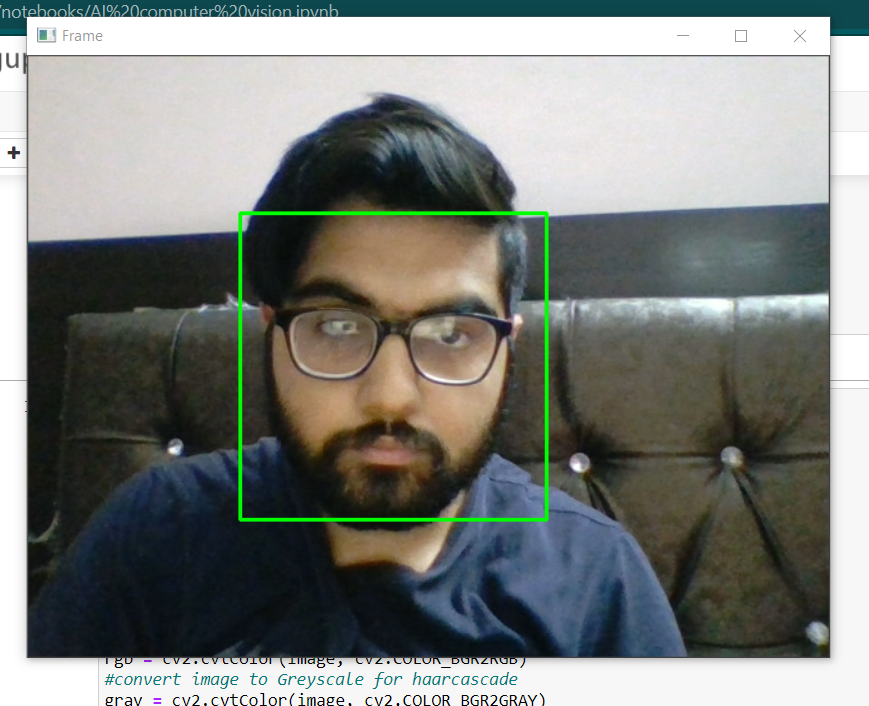 /notebooks/AI%20computer%20vision.ipynb
Frame
rgb = cv2.cvtColor(image, cv2.COLOR_BGR2RGB)
#convert image to Greyscale for haarcascade
gray = cv2.cvtColor(image, cv2.COLOR_BGR2GRAY)